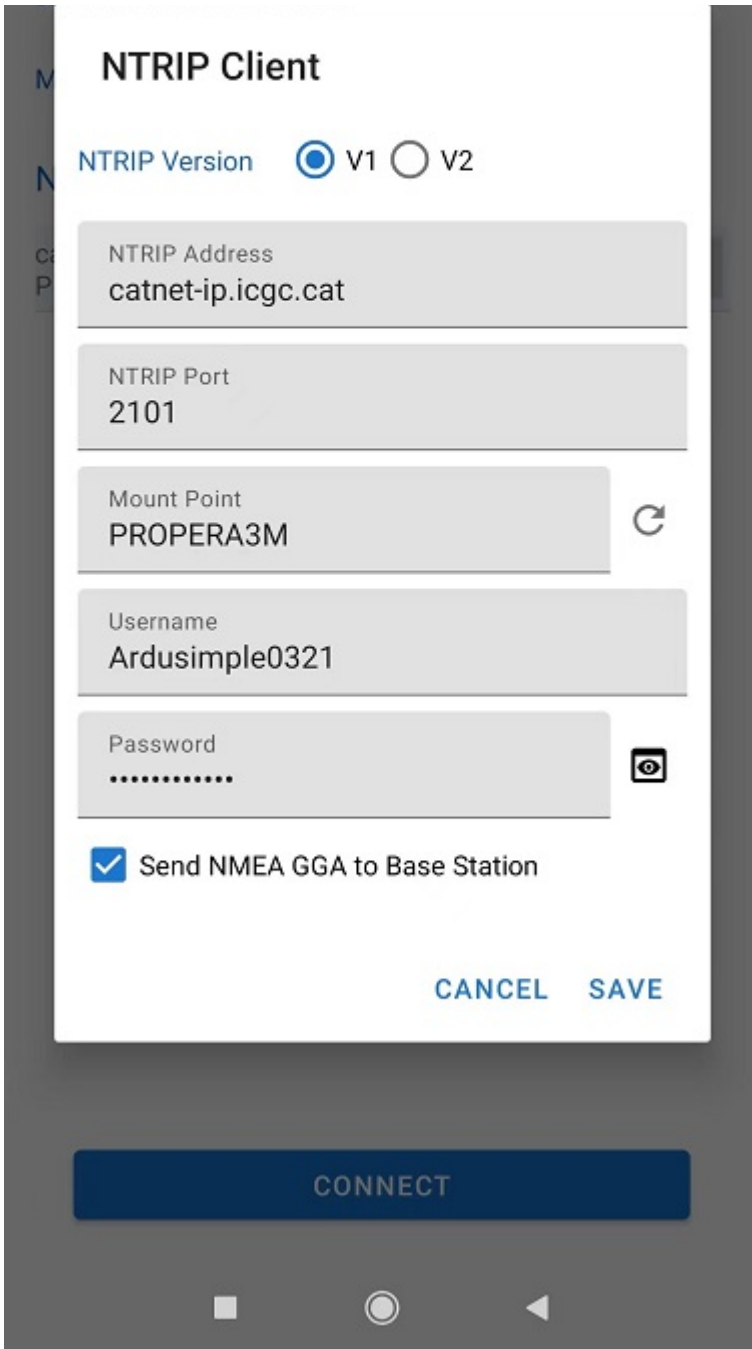 NTRIP Client
NTRIP Version V1 V2
NTRIP Address
catnet-ip.icgc.cat
NTRIP Port
2101
Mount Point
PROPERA3M
Username
Ardusimple0321
Password
••••••••••••
Send NMEA GGA to Base Station
CANCEL SAVE
CONNECT